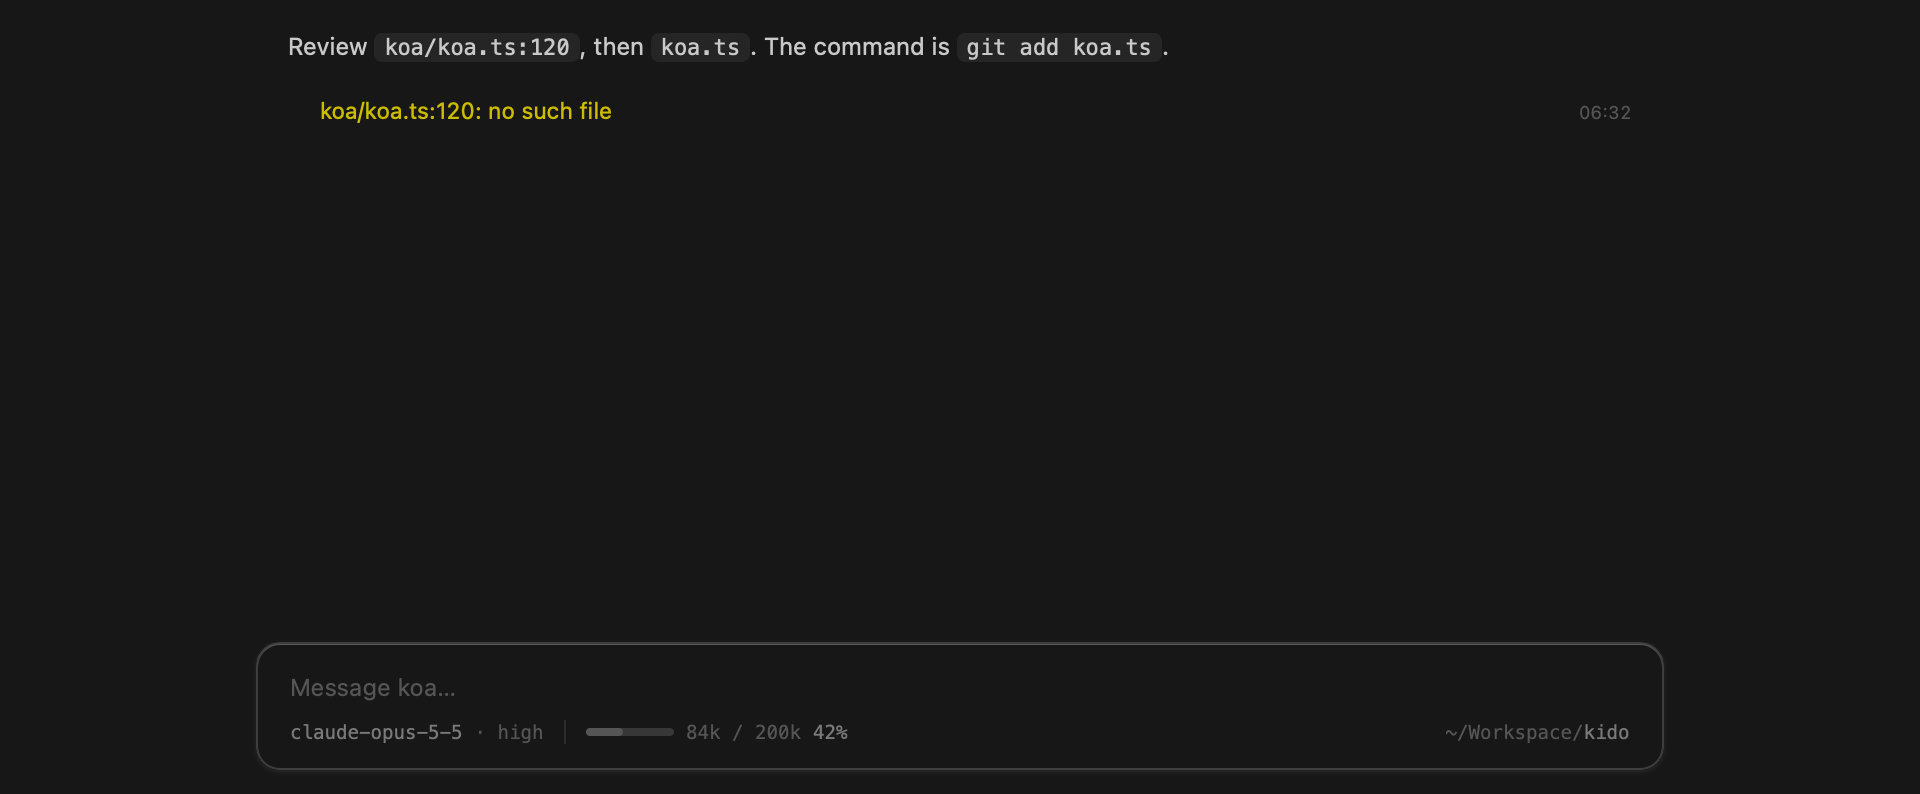 Review koa/koa.ts:120, then koa.ts. The command is git add koa.ts.
koa/koa.ts:120: no such file 06:32
Message koa...
claude-opus-5-5 · high 84k / 200k 42% ~/Workspace/kido